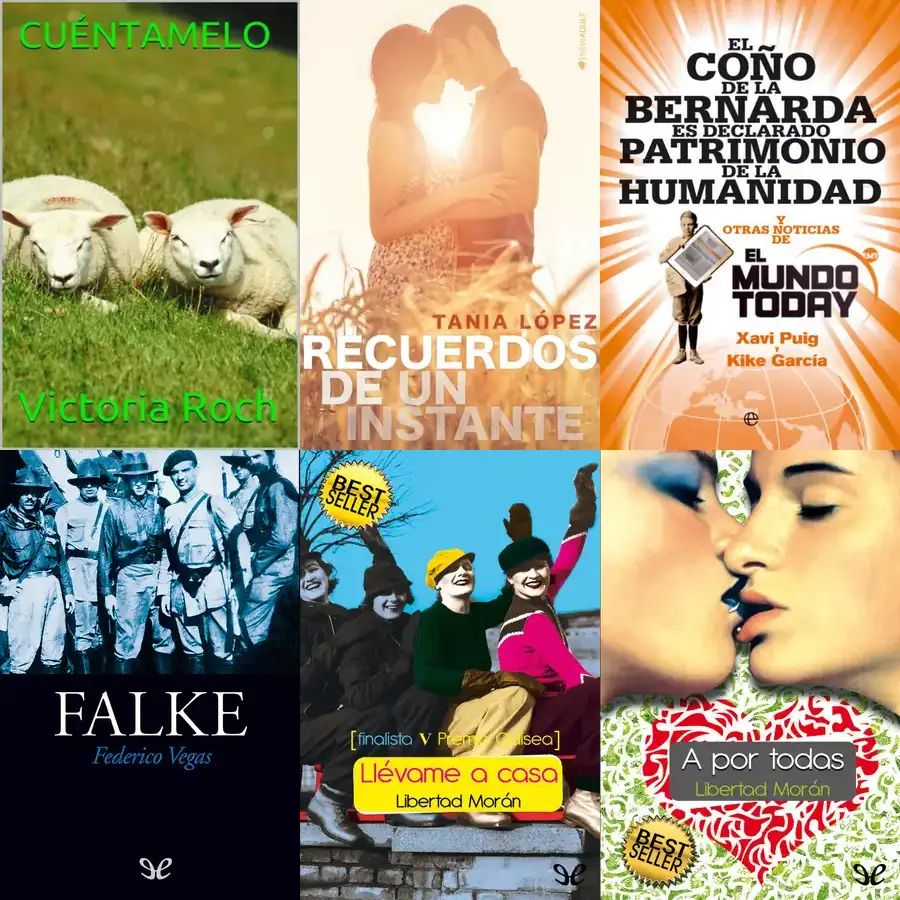 CUÉNTAMELO
Victoria Roch
NEWADULT
TANIA LÓPEZ
RECUERDOS
DE UN
INSTANTE
EL
COÑO
DE LA
BERNARDA
ES DECLARADO
PATRIMONIO
DE LA
HUMANIDAD
Y
OTRAS NOTICIAS
DE
EL
MUNDO
TODAY
EMT
Xavi Puig
Y
Kike García
FALKE
Federico Vegas
BEST
SELLER
[finalista V Premio Odisea]
Llévame a casa
Libertad Morán
A por todas
Libertad Morán
BEST
SELLER